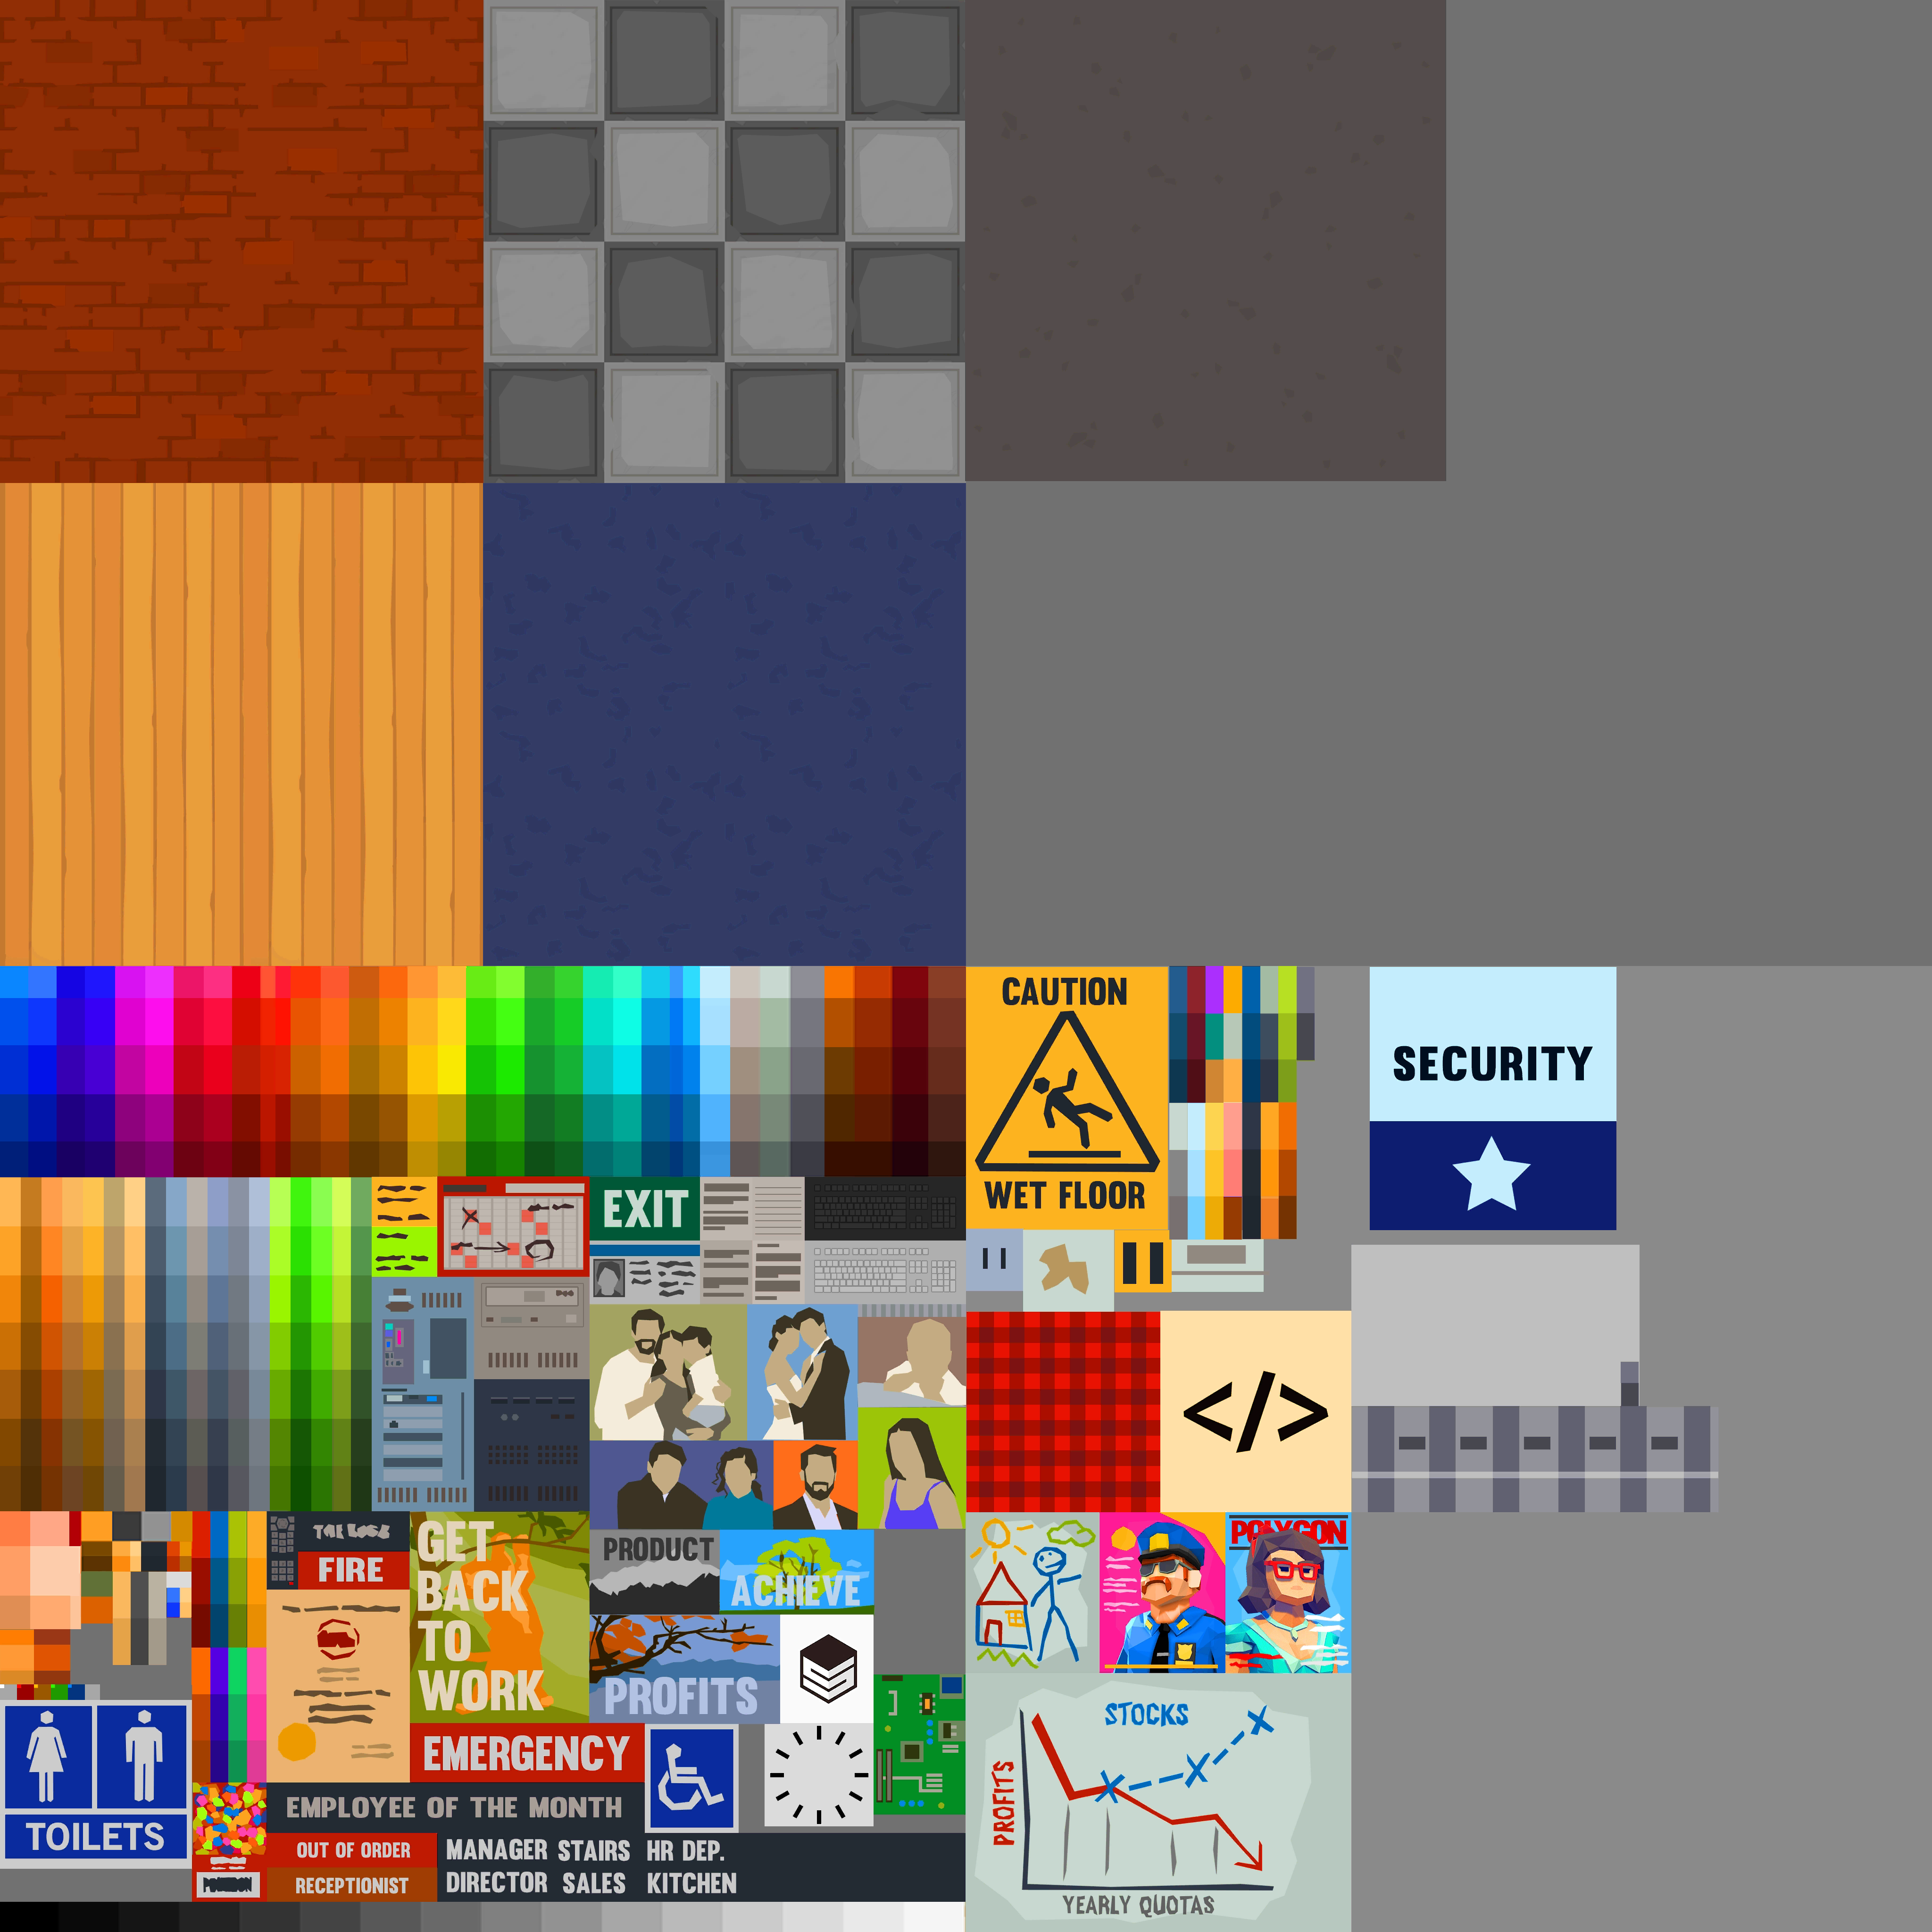 CAUTION
WET FLOOR
SECURITY
EXIT
</>
FIRE
GET
BACK
TO
WORK
PRODUCT
ACHIEVE
PROFITS
POLYGON
EMERGENCY
TOILETS
EMPLOYEE OF THE MONTH
OUT OF ORDER
RECEPTIONIST
MANAGER STAIRS HR DEP.
DIRECTOR SALES KITCHEN
STOCKS
PROFITS
YEARLY QUOTAS